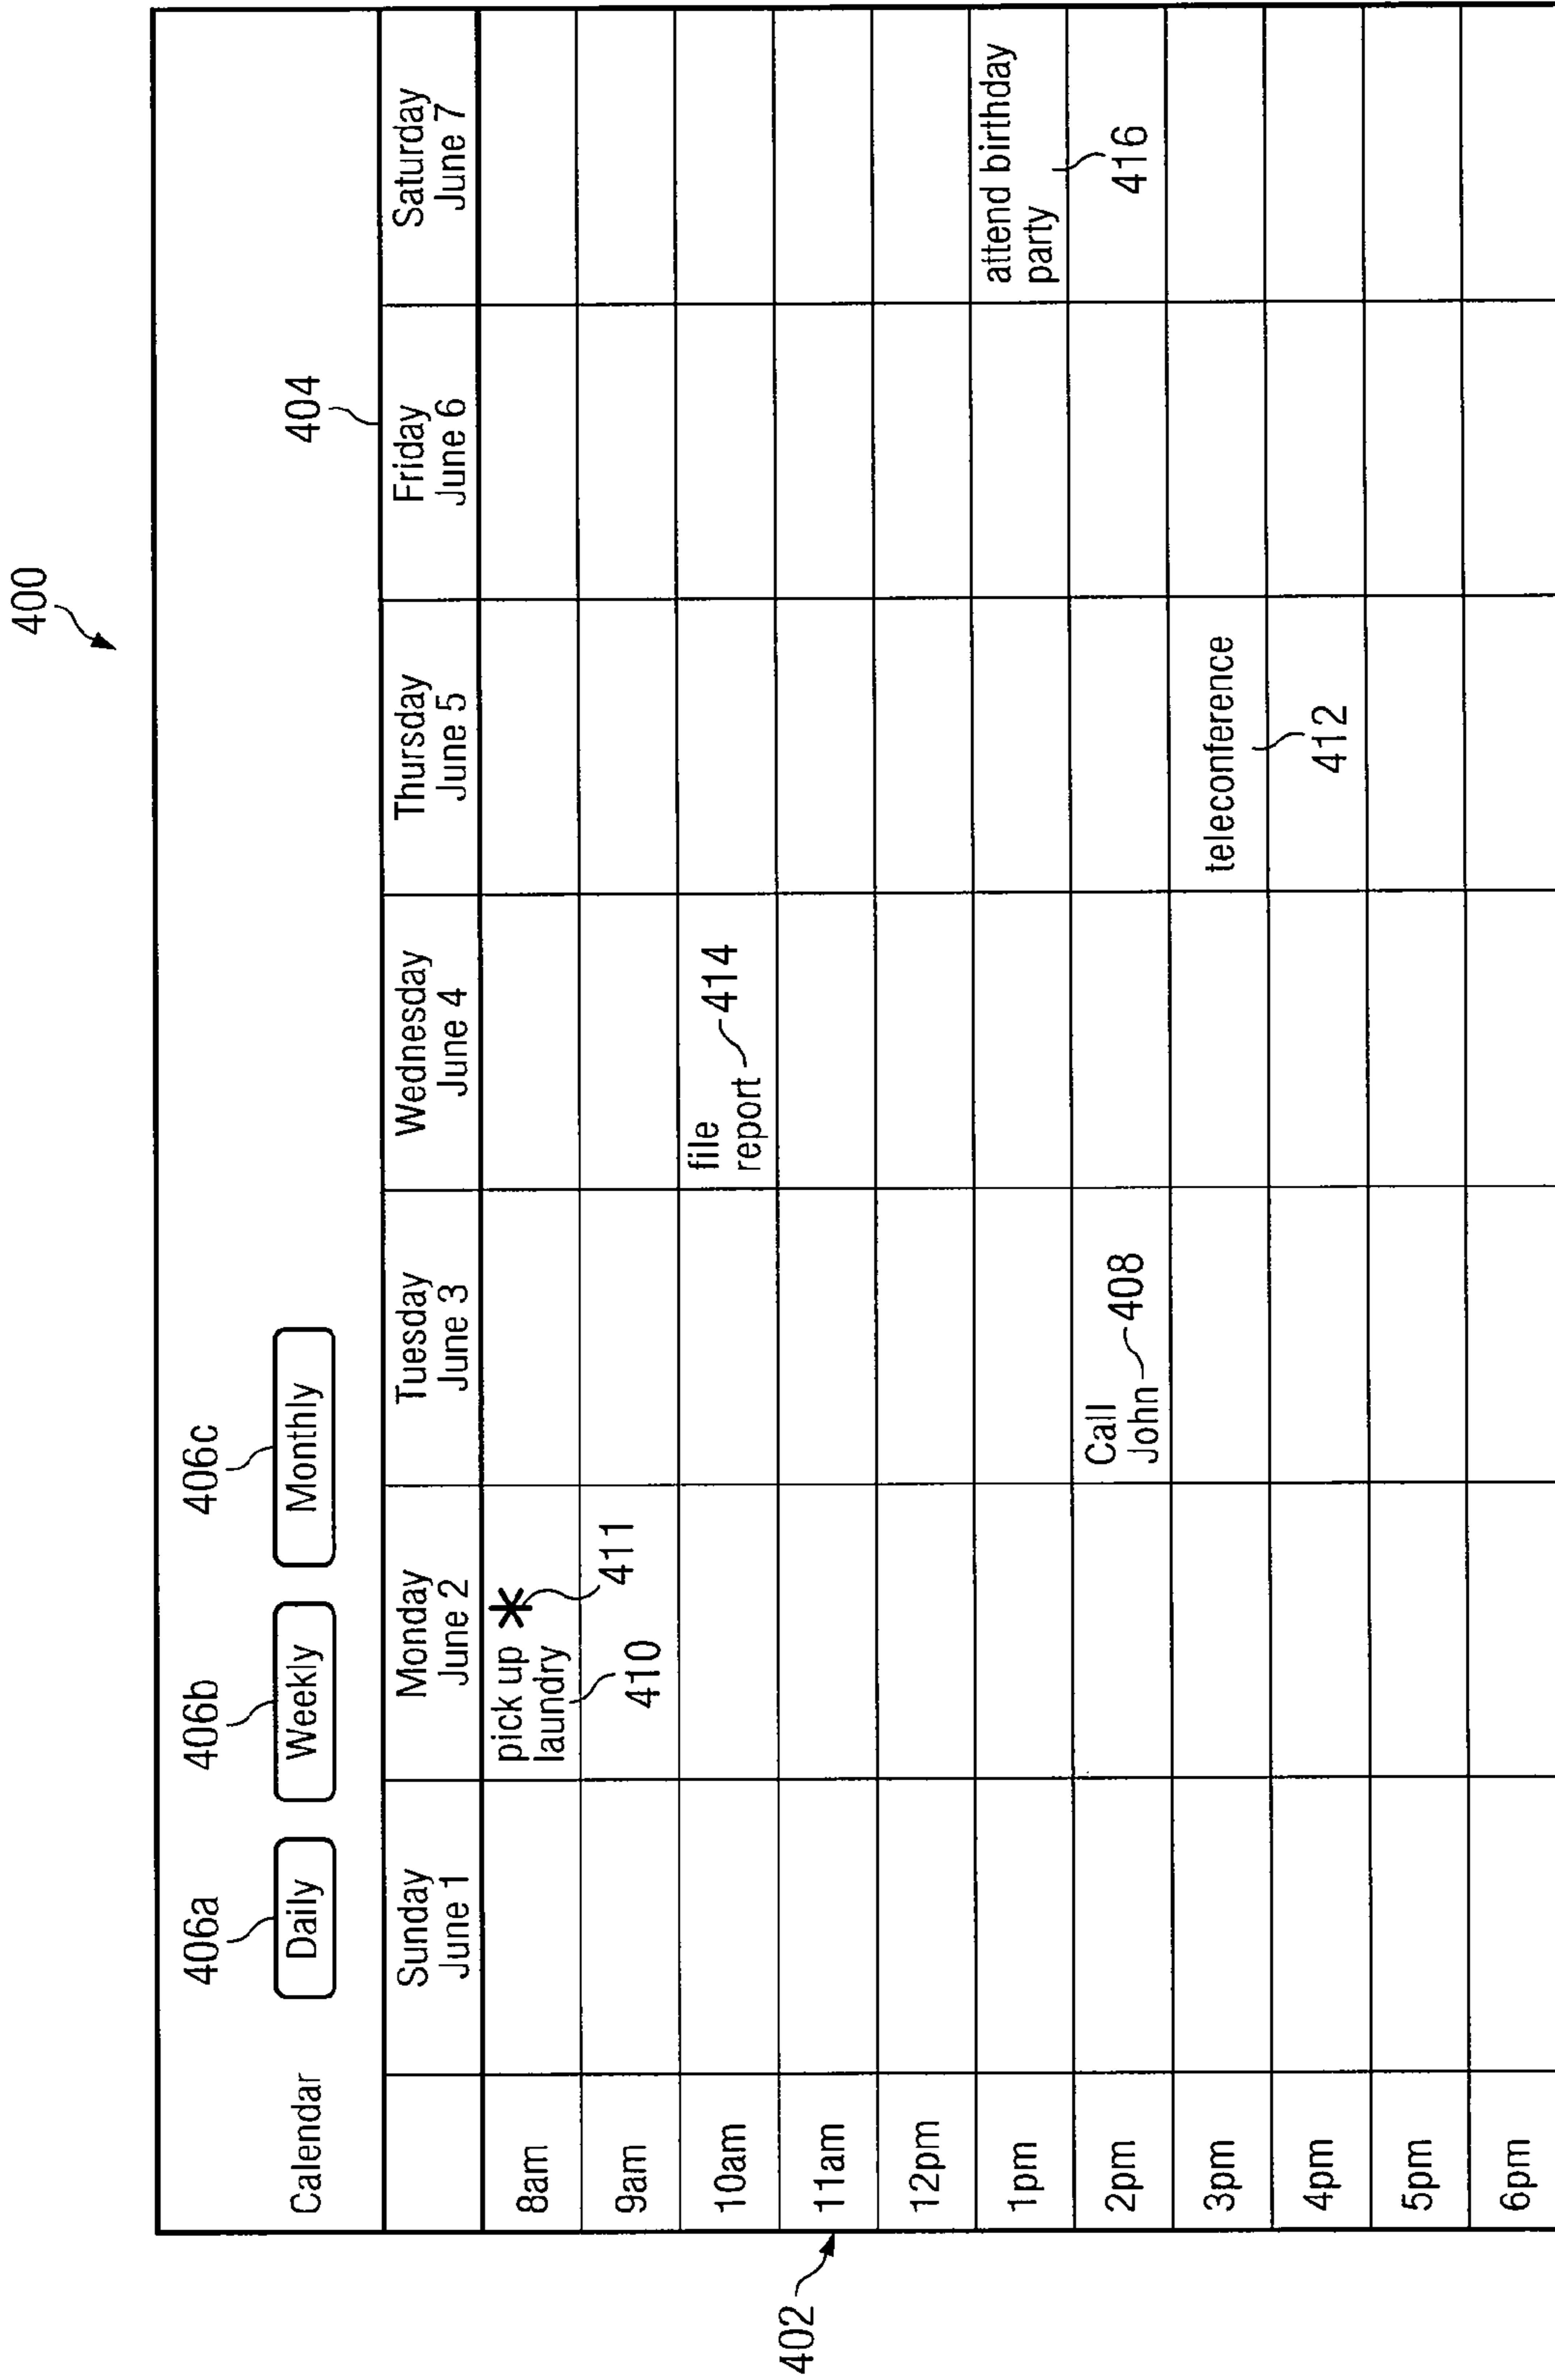 400
406a
406b
406c
Calendar
Daily
Weekly
Monthly
404
Sunday
June 1
Monday
June 2
Tuesday
June 3
Wednesday
June 4
Thursday
June 5
Friday
June 6
Saturday
June 7
8am
pick up *
laundry
411
9am
410
10am
file
report
414
11am
402
12pm
1pm
attend birthday
party
2pm
Call
John
408
416
3pm
teleconference
4pm
412
5pm
6pm